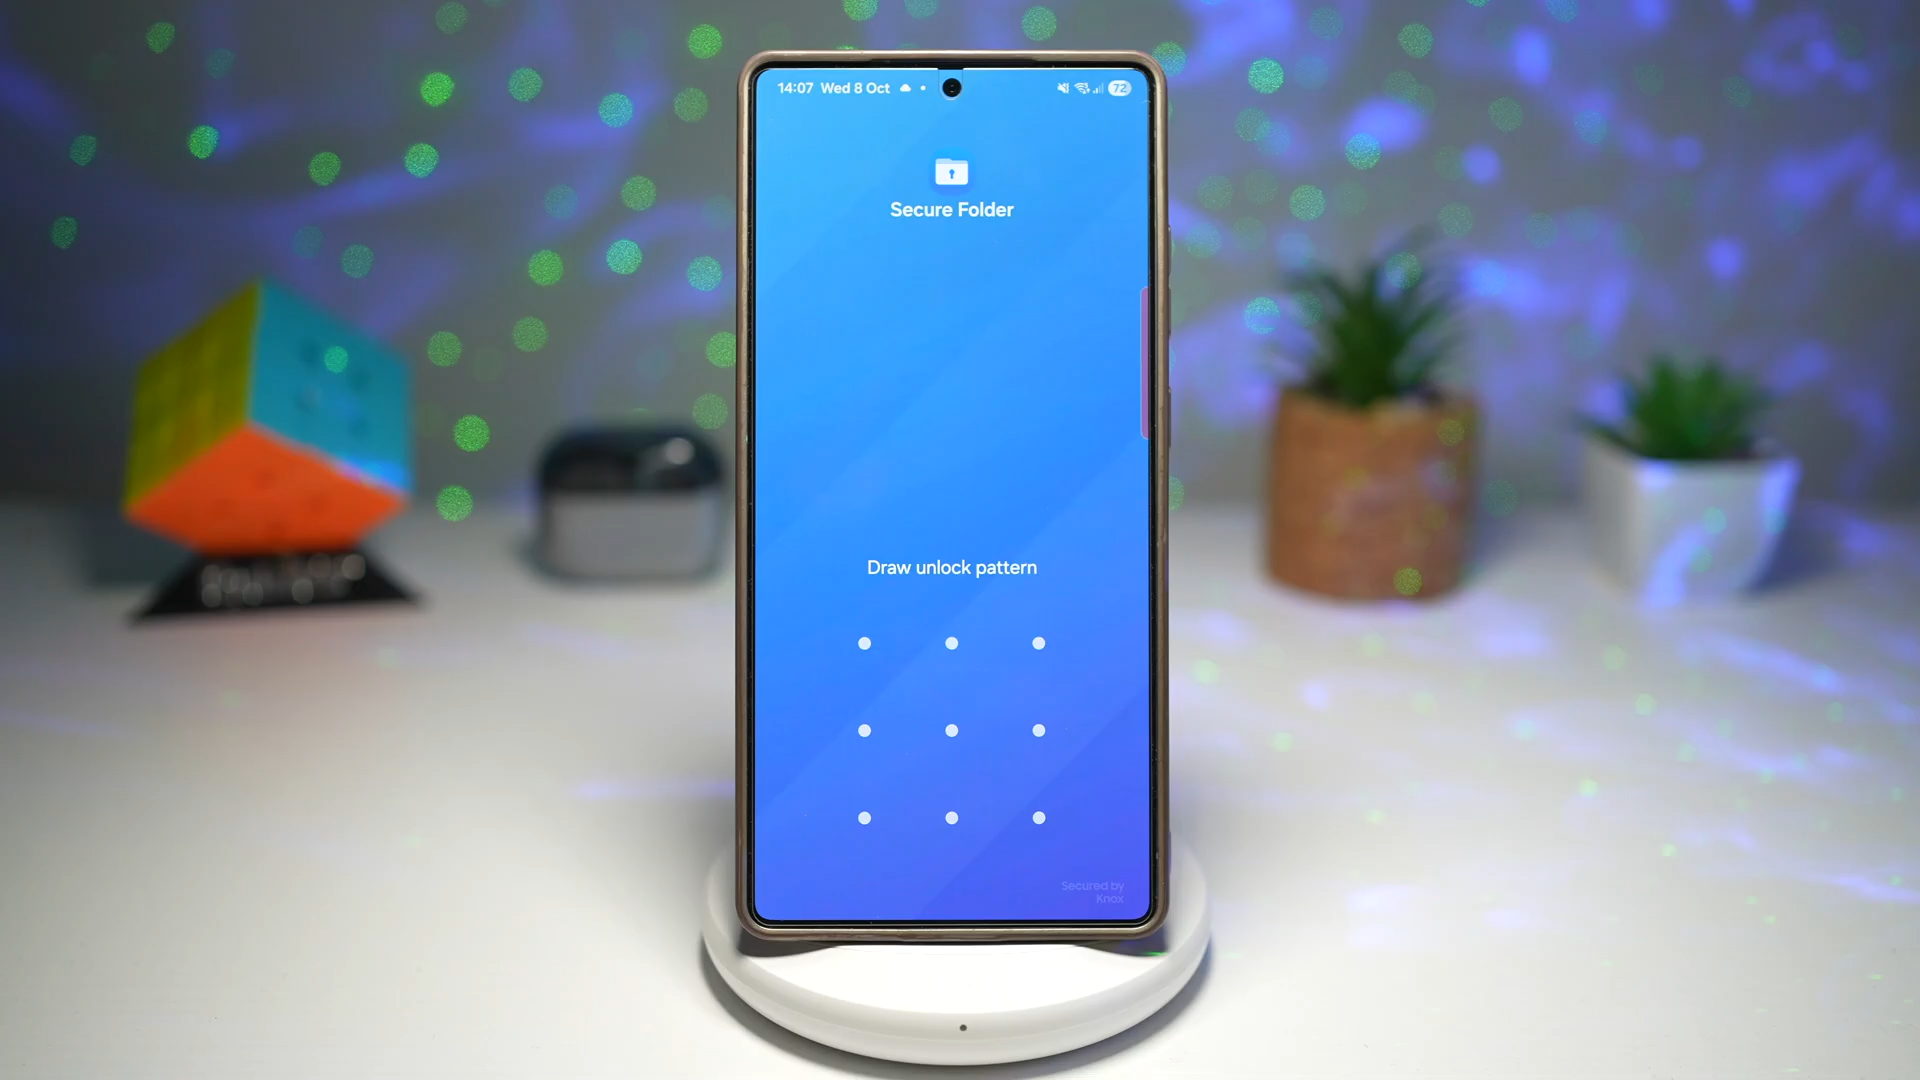 14:07 Wed 8 Oct
72
Secure Folder
Draw unlock pattern
Secured by
Knox